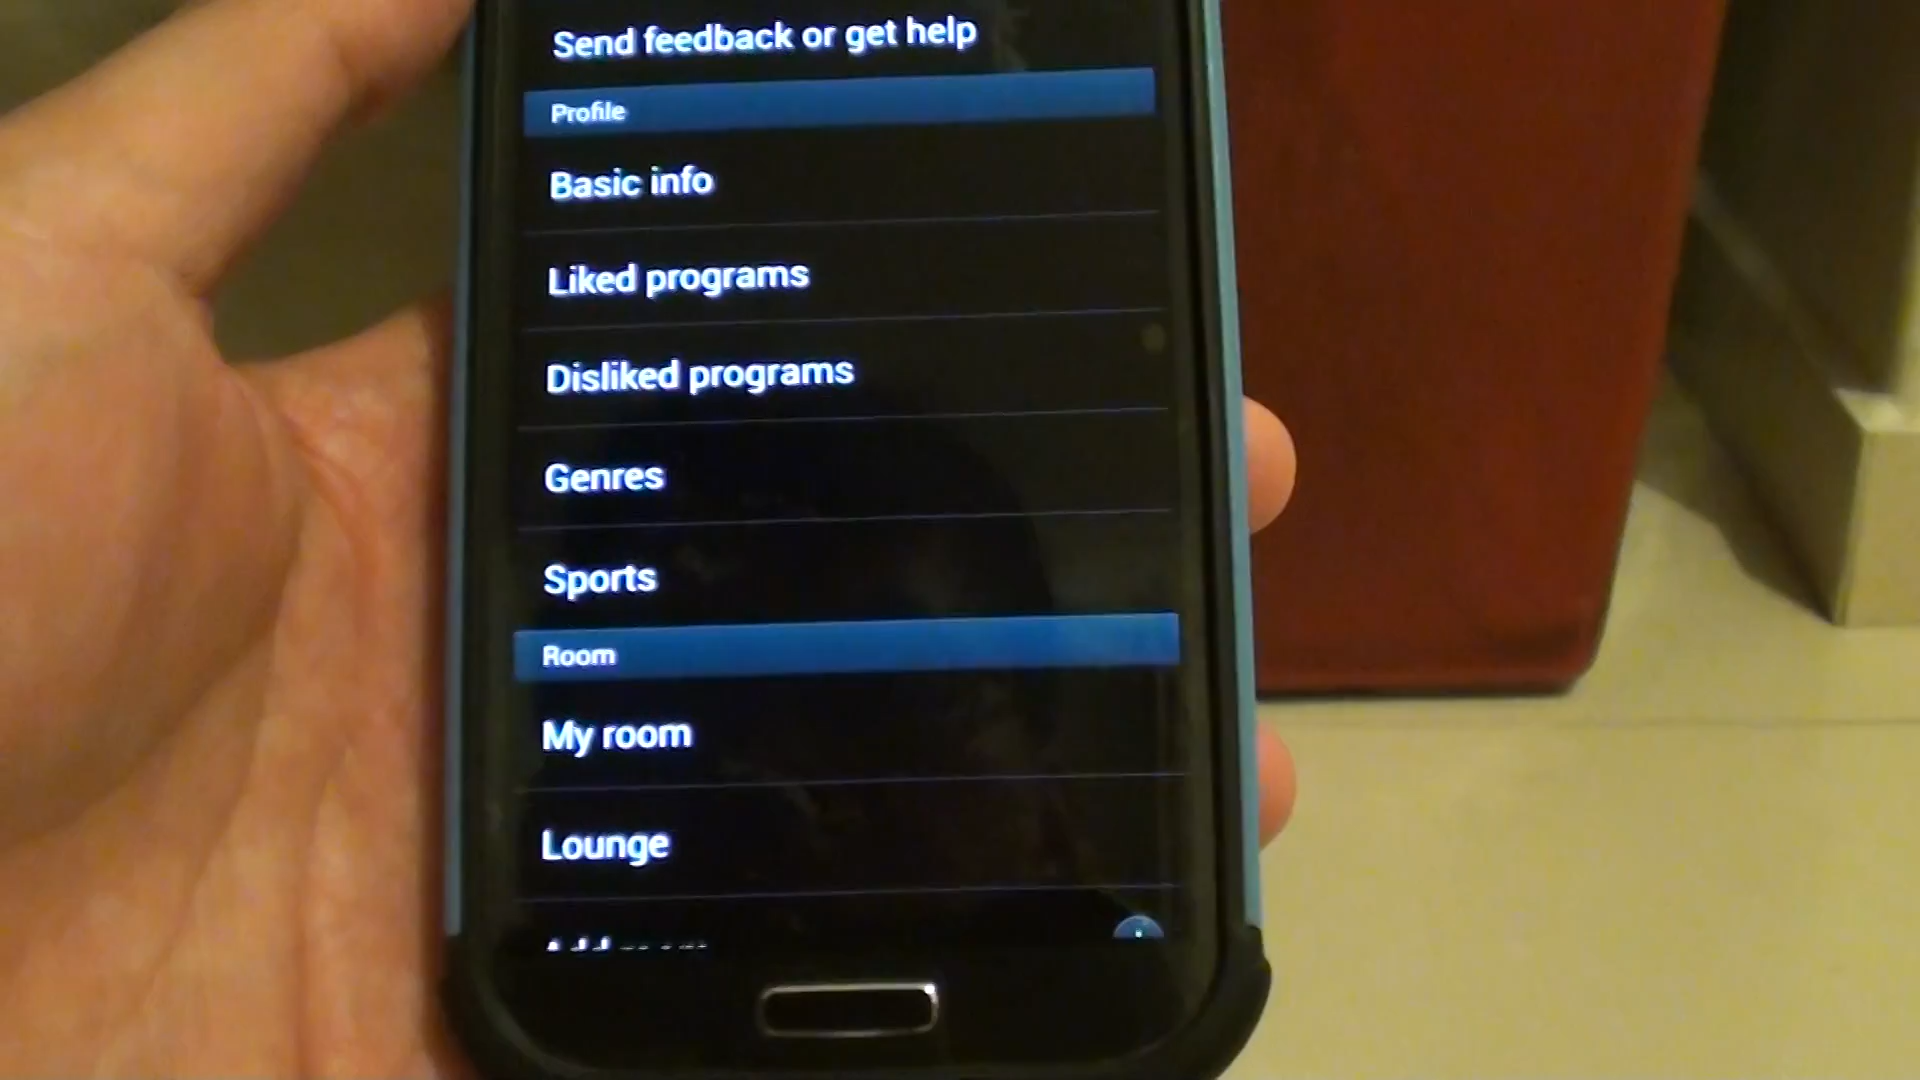 Send feedback or get help
Profile
Basic info
Liked programs
Disliked programs
Genres
Sports
Room
My room
Lounge